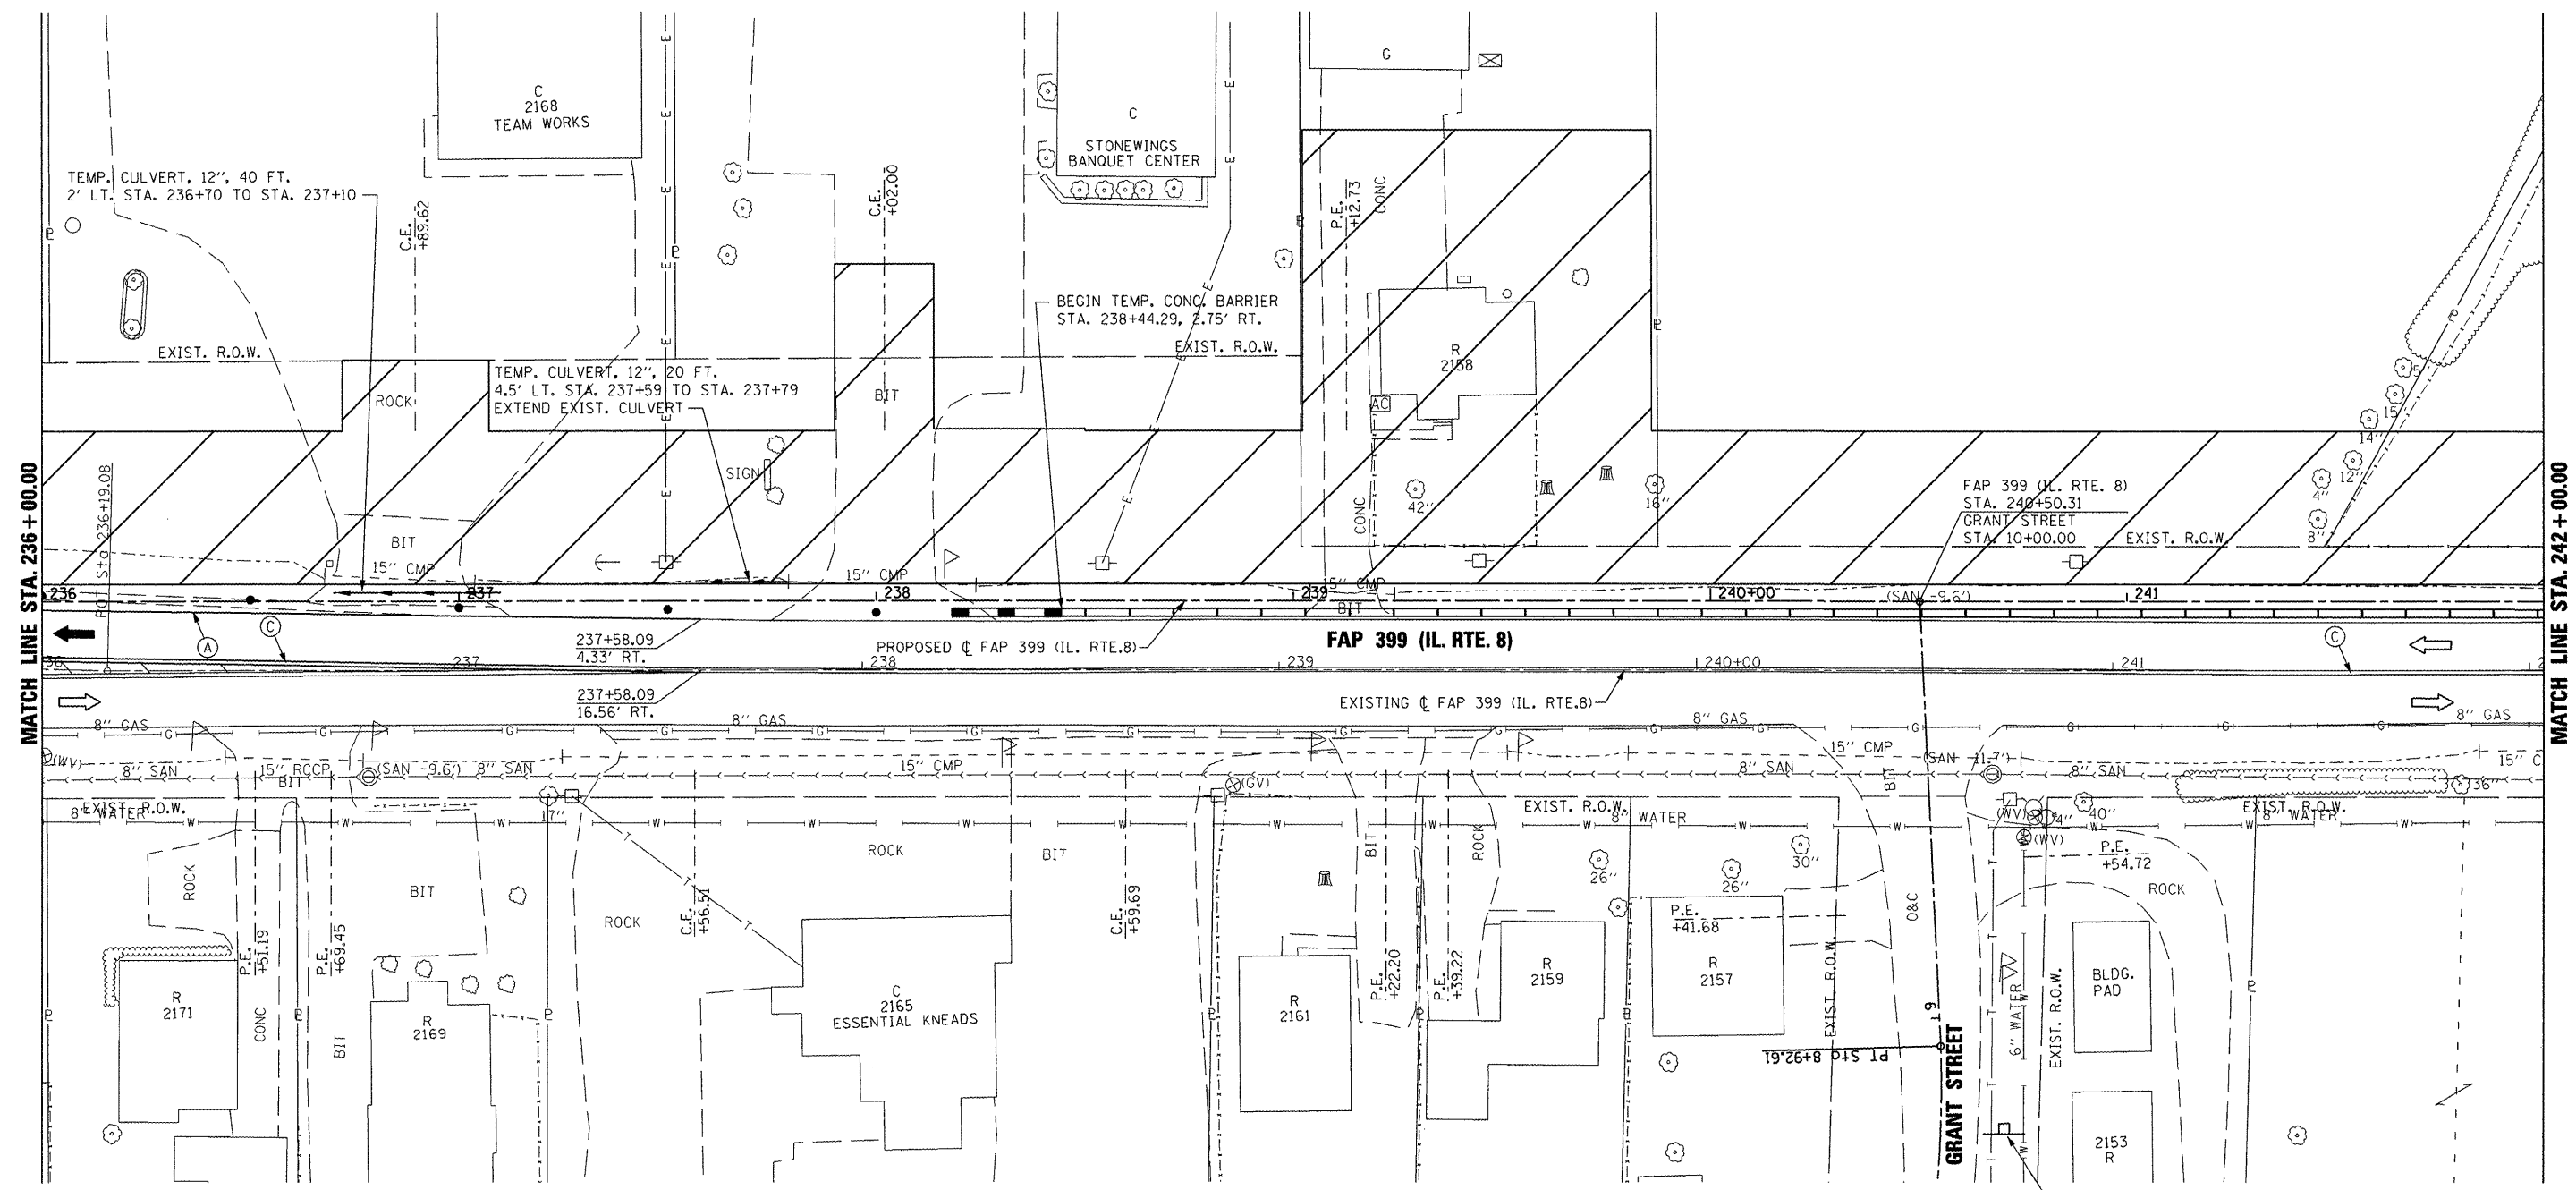 MATCH LINE STA. 236+00.00
MATCH LINE STA. 242+00.00
C
2168
TEAM WORKS
C
STONEWINGS
BANQUET CENTER
G
TEMP. CULVERT, 12", 40 FT.
2' LT. STA. 236+70 TO STA. 237+10
C.E.
+89.62
C.E.
+02.00
P.E.
+12.73
CONC
BEGIN TEMP. CONC. BARRIER
STA. 238+44.29, 2.75' RT.
EXIST. R.O.W.
EXIST. R.O.W.
TEMP. CULVERT, 12", 20 FT.
4.5' LT. STA. 237+59 TO STA. 237+79
EXTEND EXIST. CULVERT
ROCK
BIT
R
2158
AC
5"
15"
14"
12"
4"
8"
SIGN
42"
16"
CONC
FAP 399 (IL. RTE. 8)
STA. 240+50.31
GRANT STREET
STA. 10+00.00
EXIST. R.O.W.
POT Sta 236+19.08
BIT
15" CMP
15" CMP
15" CMP
236
237
238
239
240+00
241
BIT
(SAN -9.6')
A
C
237+58.09
4.33' RT.
PROPOSED ℄ FAP 399 (IL. RTE.8)
FAP 399 (IL. RTE. 8)
C
36
237
238
239
240+00
241
237+58.09
16.56' RT.
EXISTING ℄ FAP 399 (IL. RTE.8)
8" GAS
8" GAS
8" GAS
8" GAS
(WV)
8" SAN
15" RCCP
BIT
(SAN -9.6')
8" SAN
15" CMP
8" SAN
15" CMP
(SAN -11.7')
8" SAN
15" C
BIT
(GV)
36"
EXIST. R.O.W.
8" WATER
17"
EXIST. R.O.W.
8" WATER
(WV)
4"
40"
(WV)
EXIST. R.O.W.
8" WATER
ROCK
BIT
ROCK
ROCK
BIT
BIT
ROCK
26"
26"
30"
P.E.
+54.72
ROCK
P.E.
+51.19
P.E.
+69.45
C.E.
+56.51
C.E.
+59.69
P.E.
+22.20
P.E.
+39.22
P.E.
+41.68
O&C
R
2171
CONC
BIT
R
2169
C
2165
ESSENTIAL KNEADS
R
2161
R
2159
R
2157
EXIST. R.O.W.
PT Sta 8+92.61
9
GRANT STREET
6" WATER
EXIST. R.O.W.
BLDG.
PAD
2153
R